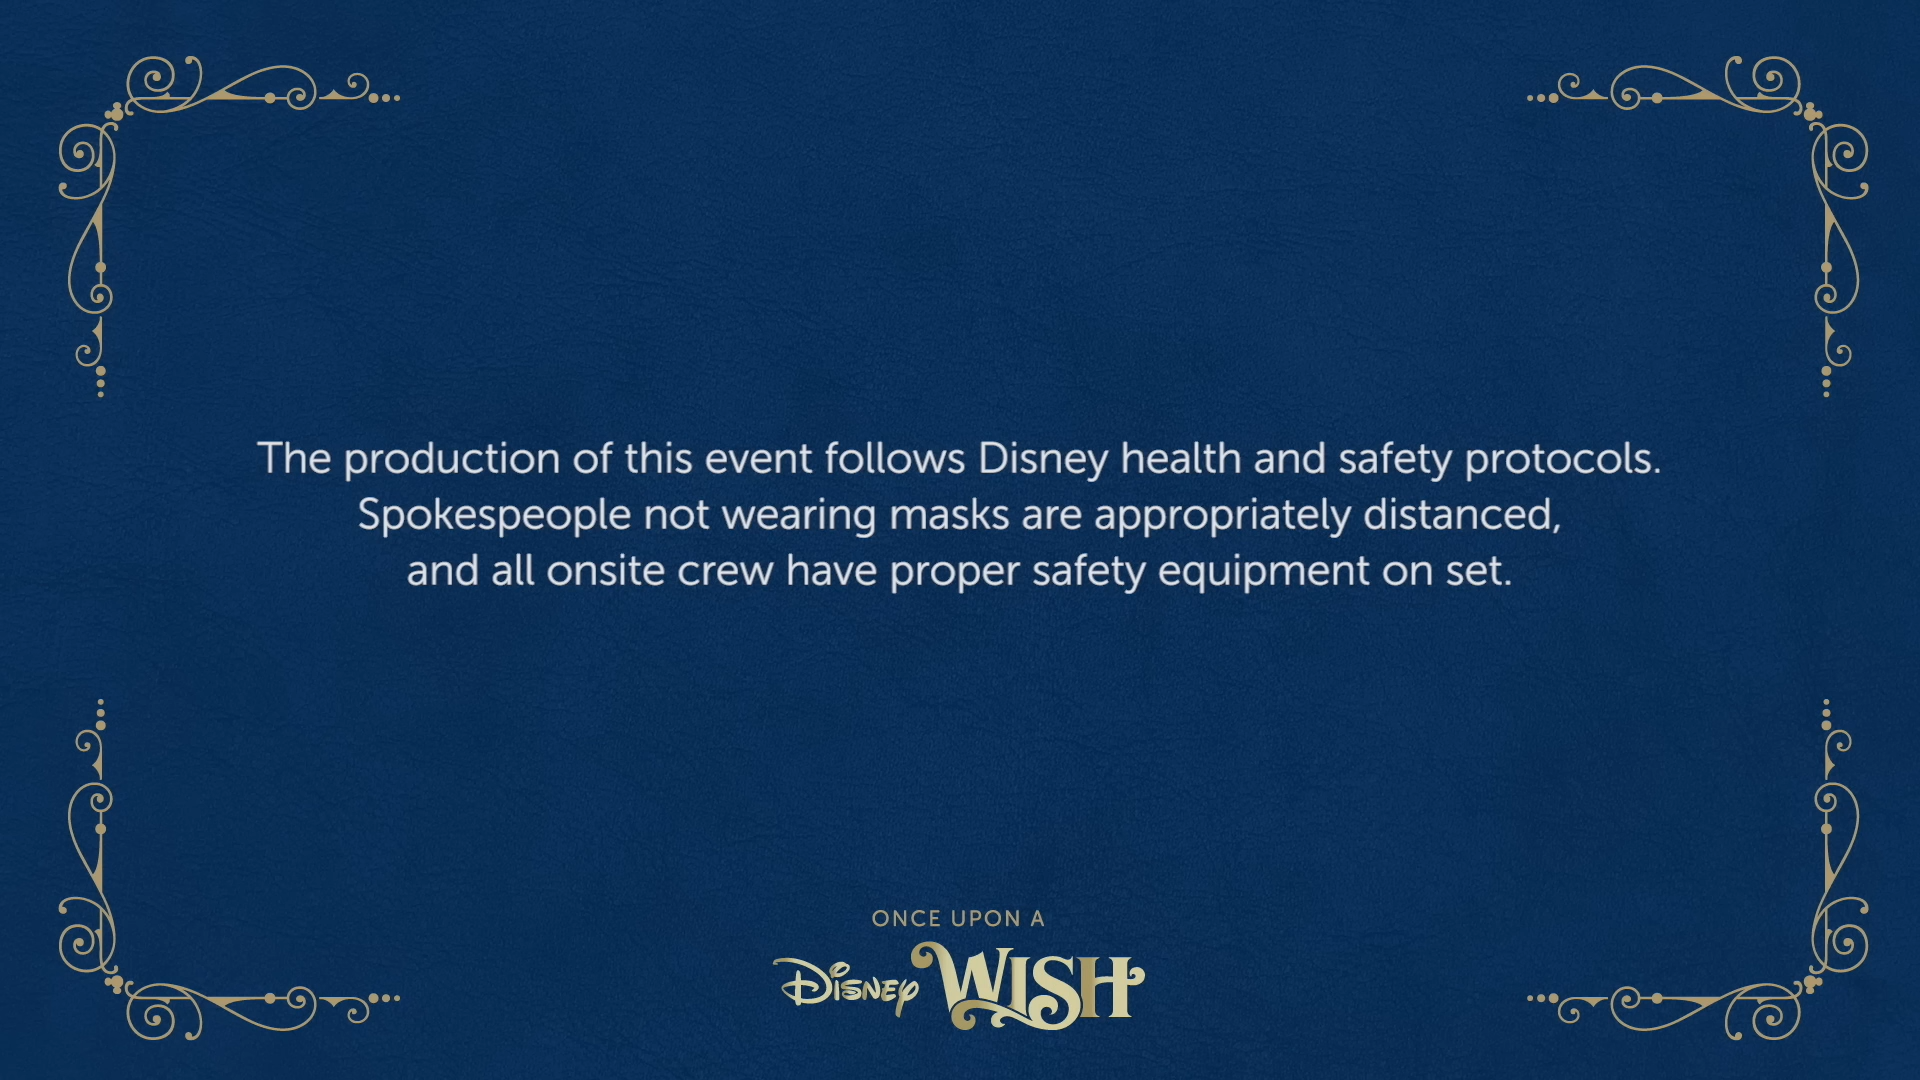 The production of this event follows Disney health and safety protocols.
Spokespeople not wearing masks are appropriately distanced,
and all onsite crew have proper safety equipment on set.
ONCE UPON A
Disney WISH